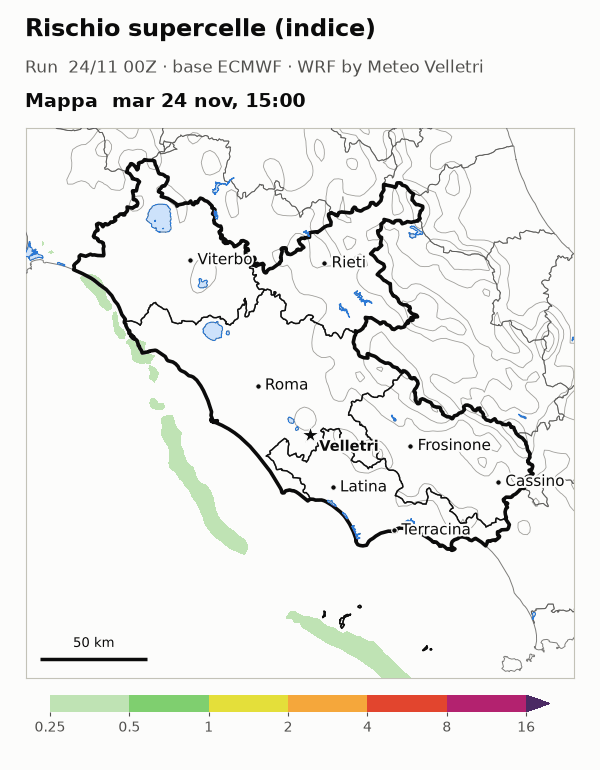 Rischio supercelle (indice)
Run  24/11 00Z · base ECMWF · WRF by Meteo Velletri
Mappa  mar 24 nov, 15:00
Viterbo
Rieti
Roma
Velletri
Frosinone
Cassino
Latina
Terracina
50 km
0.25 0.5 1 2 4 8 16